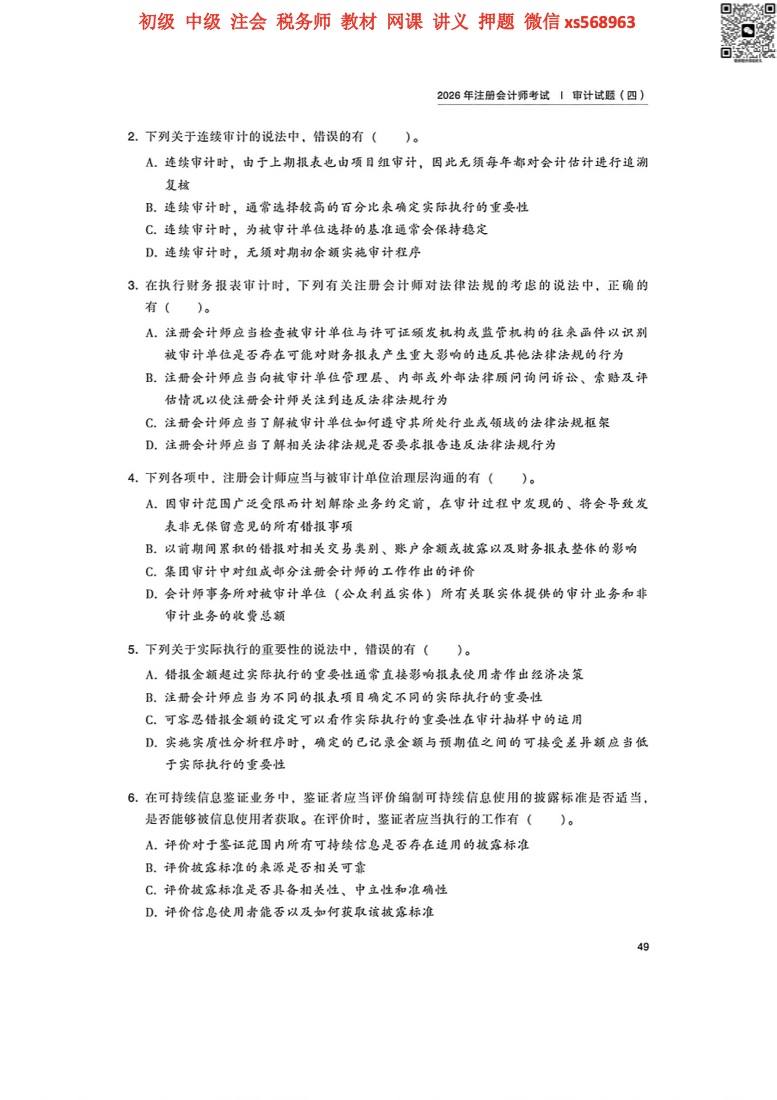 初级 中级 注会 税务师 教材 网课 讲义 押题 微信 xs568963
2026 年注册会计师考试 | 审计试题（四）
2. 下列关于连续审计的说法中，错误的有（　　）。
A. 连续审计时，由于上期报表也由项目组审计，因此无须每年都对会计估计进行追溯
复核
B. 连续审计时，通常选择较高的百分比来确定实际执行的重要性
C. 连续审计时，为被审计单位选择的基准通常会保持稳定
D. 连续审计时，无须对期初余额实施审计程序
3. 在执行财务报表审计时，下列有关注册会计师对法律法规的考虑的说法中，正确的
有（　　）。
A. 注册会计师应当检查被审计单位与许可证颁发机构或监管机构的往来函件以识别
被审计单位是否存在可能对财务报表产生重大影响的违反其他法律法规的行为
B. 注册会计师应当向被审计单位管理层、内部或外部法律顾问询问诉讼、索赔及评
估情况以使注册会计师关注到违反法律法规行为
C. 注册会计师应当了解被审计单位如何遵守其所处行业或领域的法律法规框架
D. 注册会计师应当了解相关法律法规是否要求报告违反法律法规行为
4. 下列各项中，注册会计师应当与被审计单位治理层沟通的有（　　）。
A. 因审计范围广泛受限而计划解除业务约定前，在审计过程中发现的、将会导致发
表非无保留意见的所有错报事项
B. 以前期间累积的错报对相关交易类别、账户余额或披露以及财务报表整体的影响
C. 集团审计中对组成部分注册会计师的工作作出的评价
D. 会计师事务所对被审计单位（公众利益实体）所有关联实体提供的审计业务和非
审计业务的收费总额
5. 下列关于实际执行的重要性的说法中，错误的有（　　）。
A. 错报金额超过实际执行的重要性通常直接影响报表使用者作出经济决策
B. 注册会计师应当为不同的报表项目确定不同的实际执行的重要性
C. 可容忍错报金额的设定可以看作实际执行的重要性在审计抽样中的运用
D. 实施实质性分析程序时，确定的已记录金额与预期值之间的可接受差异额应当低
于实际执行的重要性
6. 在可持续信息鉴证业务中，鉴证者应当评价编制可持续信息使用的披露标准是否适当，
是否能够被信息使用者获取。在评价时，鉴证者应当执行的工作有（　　）。
A. 评价对于鉴证范围内所有可持续信息是否存在适用的披露标准
B. 评价披露标准的来源是否相关可靠
C. 评价披露标准是否具备相关性、中立性和准确性
D. 评价信息使用者能否以及如何获取该披露标准
49